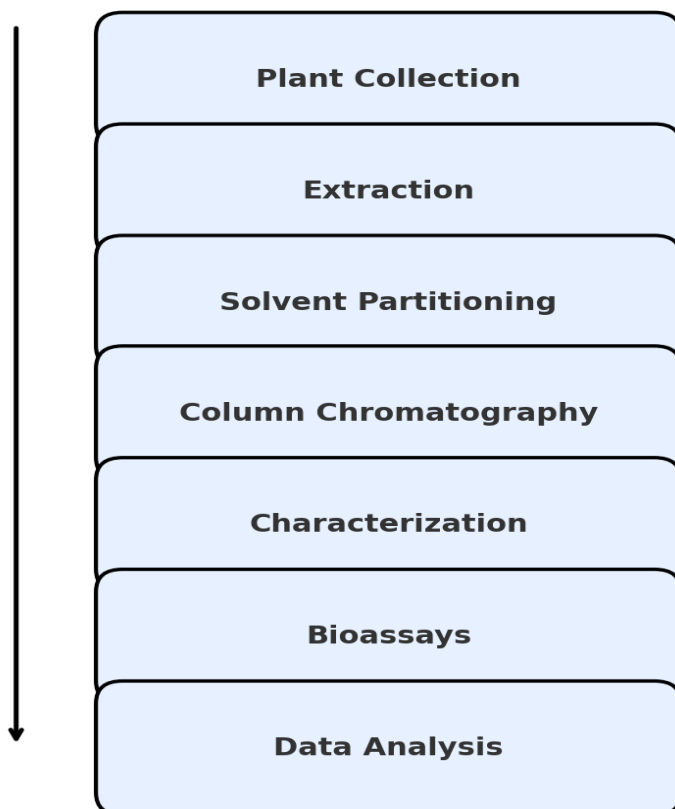 Plant Collection
Extraction
Solvent Partitioning
Column Chromatography
Characterization
Bioassays
Data Analysis